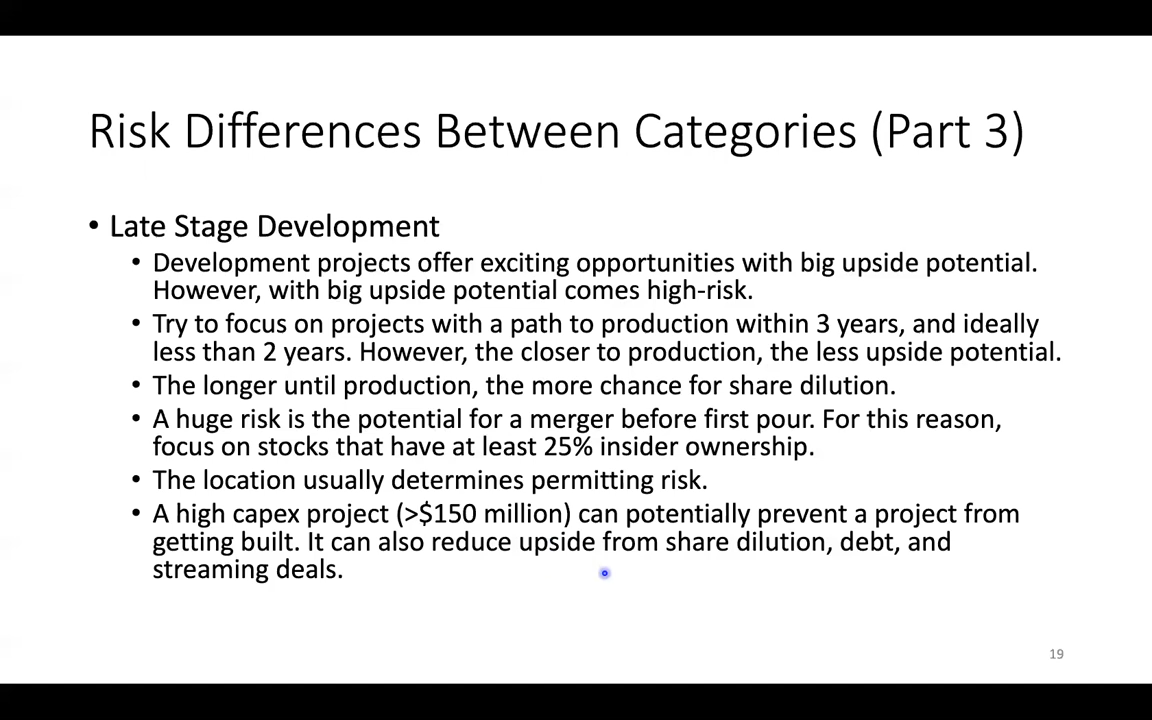 Risk Differences Between Categories (Part 3)
• Late Stage Development
• Development projects offer exciting opportunities with big upside potential.
However, with big upside potential comes high-risk.
• Try to focus on projects with a path to production within 3 years, and ideally
less than 2 years. However, the closer to production, the less upside potential.
• The longer until production, the more chance for share dilution.
• A huge risk is the potential for a merger before first pour. For this reason,
focus on stocks that have at least 25% insider ownership.
• The location usually determines permitting risk.
• A high capex project (>$150 million) can potentially prevent a project from
getting built. It can also reduce upside from share dilution, debt, and
streaming deals.
19